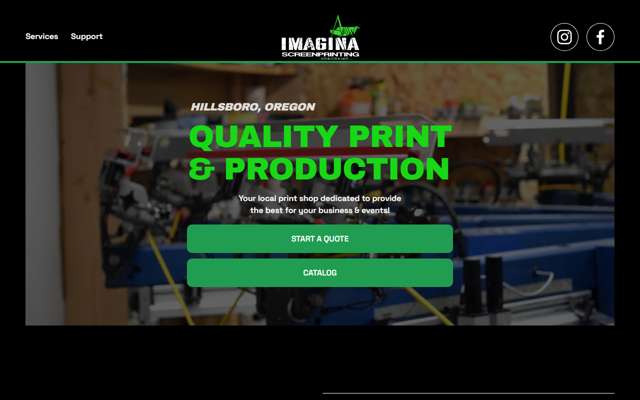 Services
Support
IMAGINA
SCREENPRINTING
HILLSBORO, OREGON
QUALITY PRINT
& PRODUCTION
Your local print shop dedicated to provide
the best for your business & events!
START A QUOTE
CATALOG